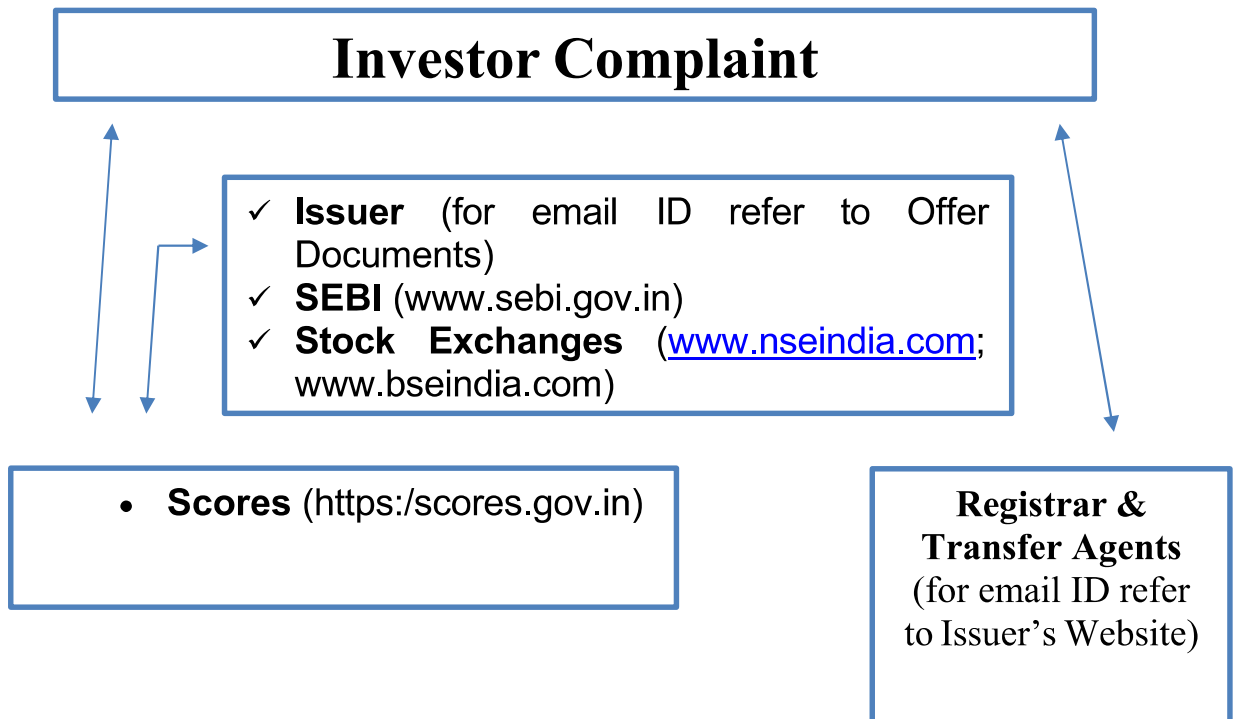 Investor Complaint
✓ Issuer (for email ID refer to Offer
Documents)
✓ SEBI (www.sebi.gov.in)
✓ Stock Exchanges (www.nseindia.com;
www.bseindia.com)
• Scores (https:/scores.gov.in)
Registrar &
Transfer Agents
(for email ID refer
to Issuer’s Website)